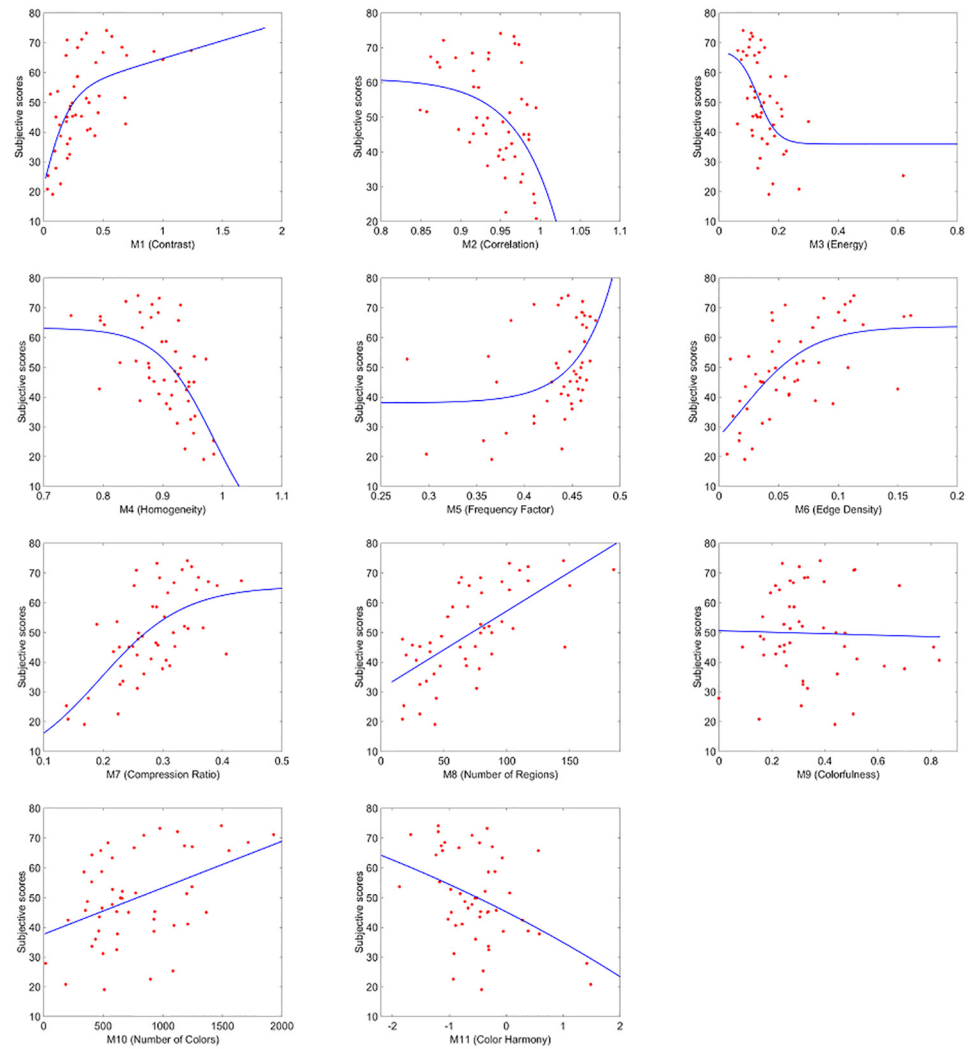 Subjective scores
80
70
60
50
40
30
20
10
0 0.5 1 1.5 2
M1 (Contrast)
Subjective scores
80
70
60
50
40
30
20
0.8 0.85 0.9 0.95 1 1.05 1.1
M2 (Correlation)
Subjective scores
80
70
60
50
40
30
20
10
0 0.2 0.4 0.6 0.8
M3 (Energy)
Subjective scores
80
70
60
50
40
30
20
10
0.7 0.8 0.9 1 1.1
M4 (Homogeneity)
Subjective scores
80
70
60
50
40
30
20
10
0.25 0.3 0.35 0.4 0.45 0.5
M5 (Frequency Factor)
Subjective scores
80
70
60
50
40
30
20
10
0 0.05 0.1 0.15 0.2
M6 (Edge Density)
Subjective scores
80
70
60
50
40
30
20
10
0.1 0.2 0.3 0.4 0.5
M7 (Compression Ratio)
Subjective scores
80
70
60
50
40
30
20
10
0 50 100 150
M8 (Number of Regions)
Subjective scores
80
70
60
50
40
30
20
10
0 0.2 0.4 0.6 0.8
M9 (Colorfulness)
Subjective scores
80
70
60
50
40
30
20
10
0 500 1000 1500 2000
M10 (Number of Colors)
Subjective scores
80
70
60
50
40
30
20
10
-2 -1 0 1 2
M11 (Color Harmony)